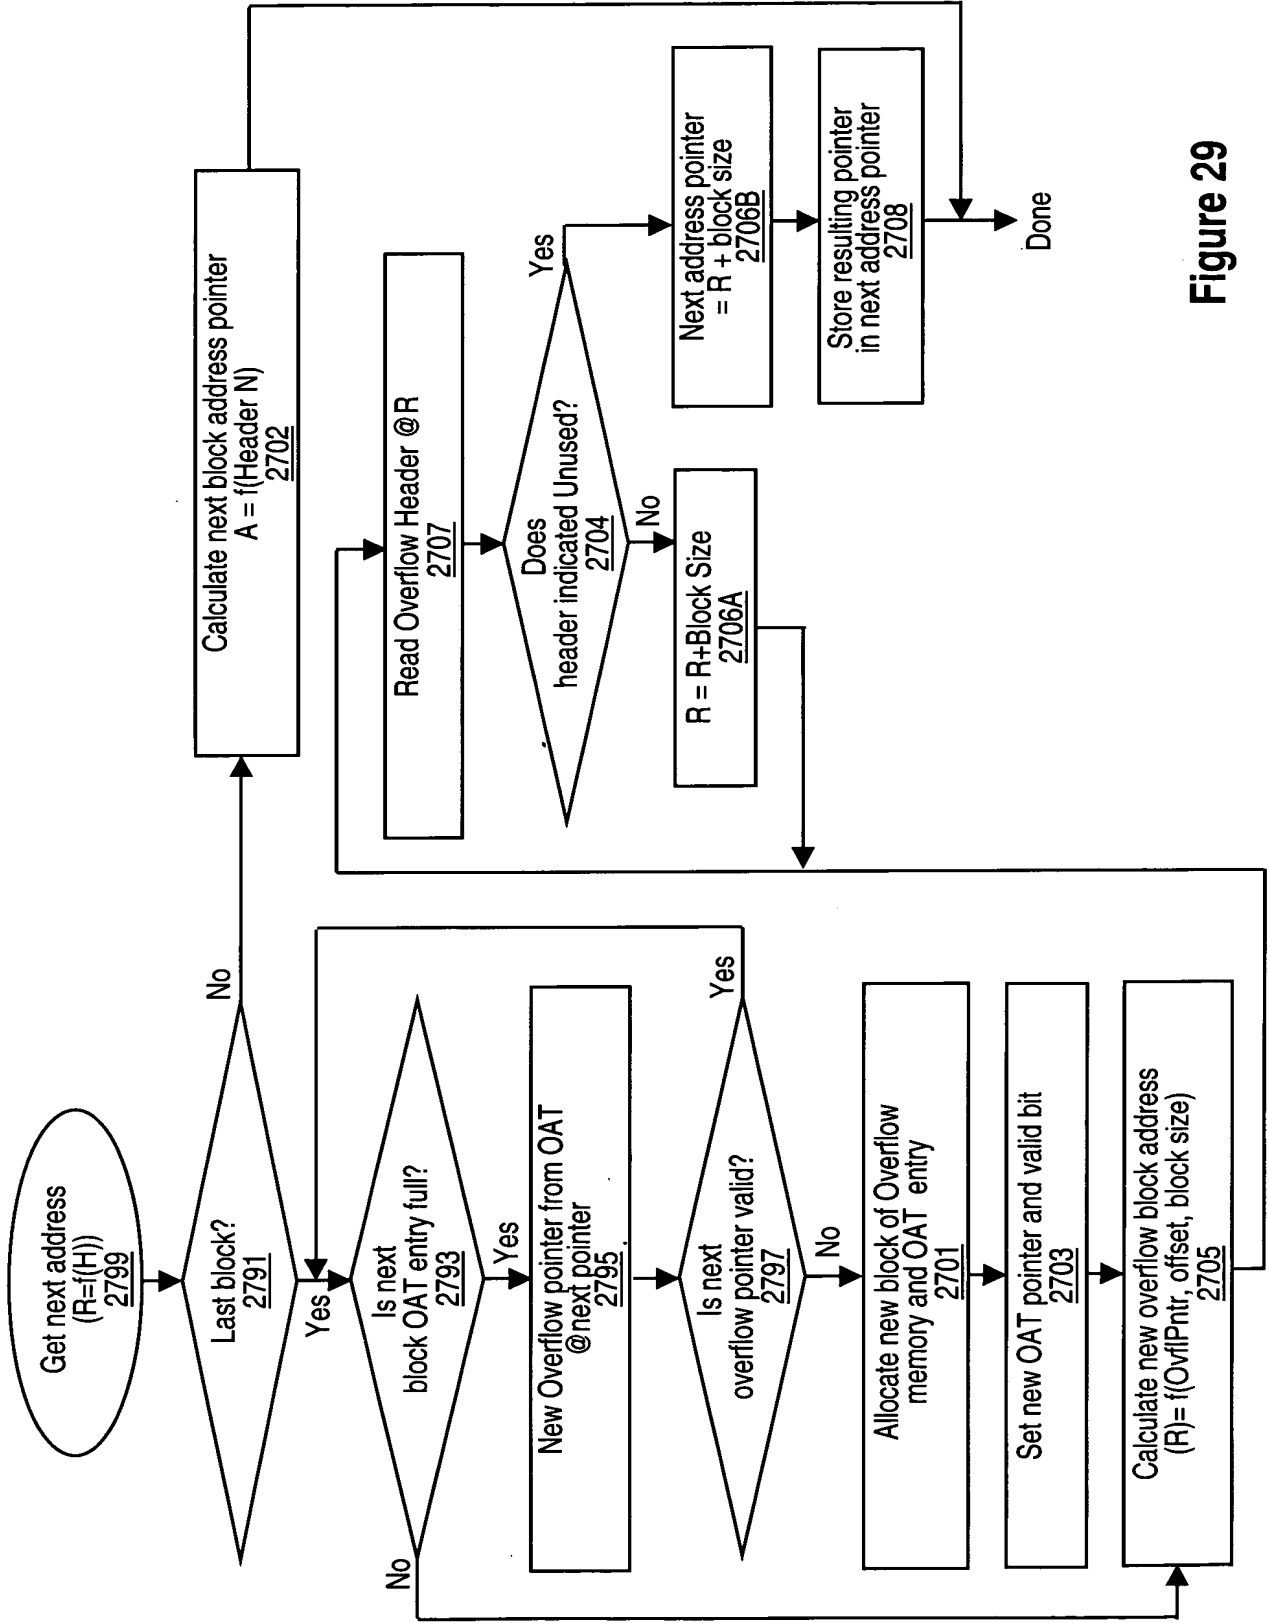 Get next address
(R=f(H))
2799
Last block?
2791
No
Yes
Is next
block OAT entry full?
2793
No
Yes
New Overflow pointer from OAT
@next pointer
2795
Is next
overflow pointer valid?
2797
Yes
No
Allocate new block of Overflow
memory and OAT entry
2701
Set new OAT pointer and valid bit
2703
Calculate new overflow block address
(R)= f(OvflPntr, offset, block size)
2705
Calculate next block address pointer
A = f(Header N)
2702
Read Overflow Header @R
2707
Does
header indicated Unused?
2704
Yes
No
R = R+Block Size
2706A
Next address pointer
= R + block size
2706B
Store resulting pointer
in next address pointer
2708
Done
Figure 29